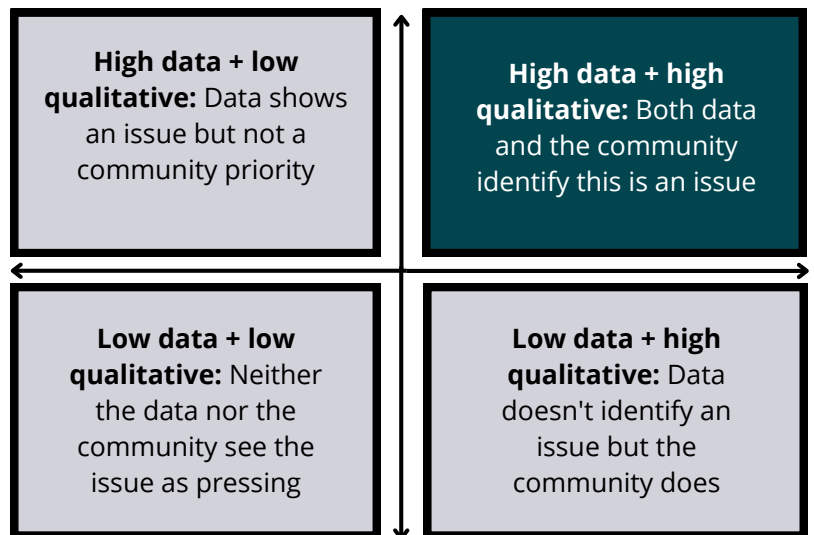 High data + low
qualitative: Data shows
an issue but not a
community priority
High data + high
qualitative: Both data
and the community
identify this is an issue
Low data + low
qualitative: Neither
the data nor the
community see the
issue as pressing
Low data + high
qualitative: Data
doesn't identify an
issue but the
community does